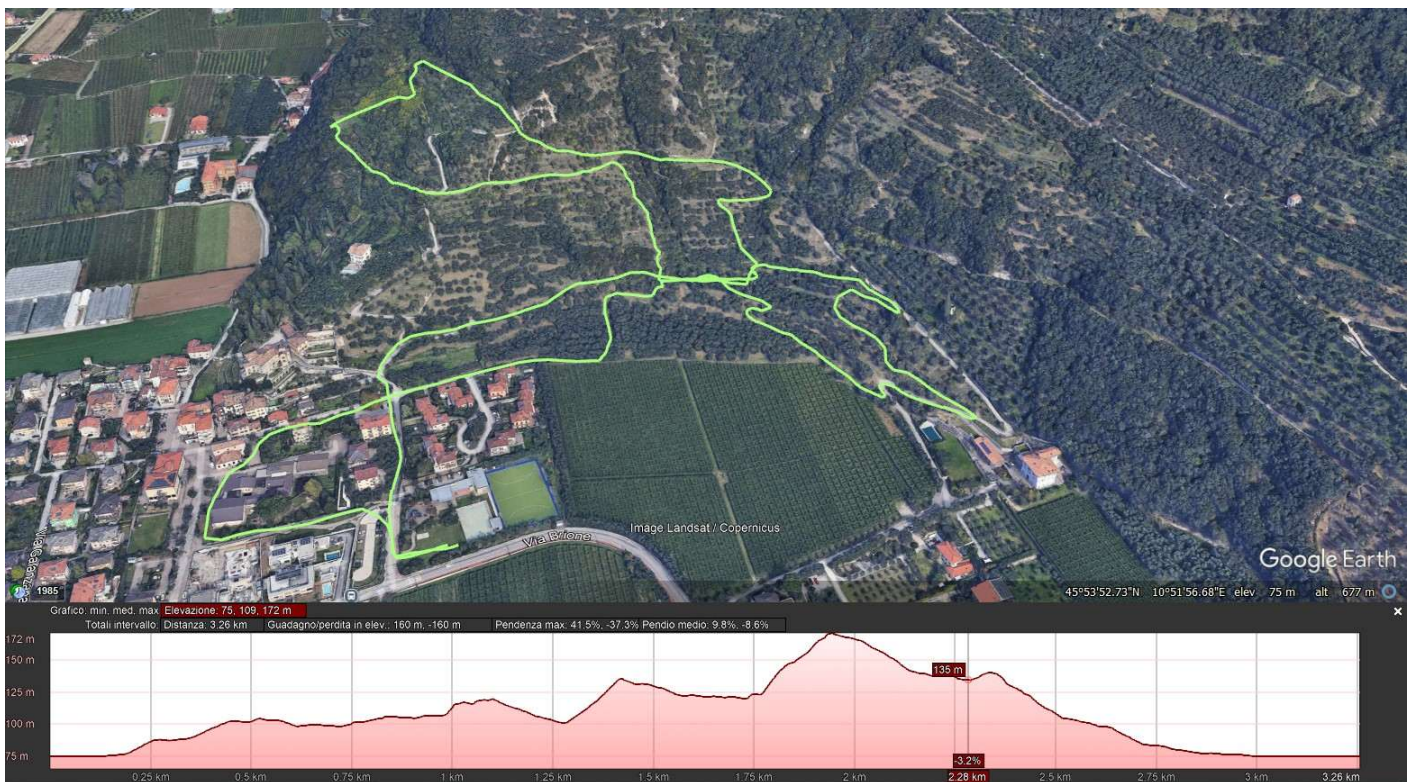 Via Brione
Image Landsat / Copernicus
Google Earth
1985
45°53'52.73"N 10°51'56.68"E elev 75 m alt 677 m
Grafico: min. med. max Elevazione: 75, 109, 172 m
Totali intervallo: Distanza: 3.26 km Guadagno/perdita in elev.: 160 m, -160 m Pendenza max: 41.5%, -37.3% Pendio medio: 9.8%, -8.6%
172 m
150 m
135 m
125 m
100 m
75 m
-3.2%
0.25 km 0.5 km 0.75 km 1 km 1.25 km 1.5 km 1.75 km 2 km 2.28 km 2.5 km 2.75 km 3 km 3.26 km